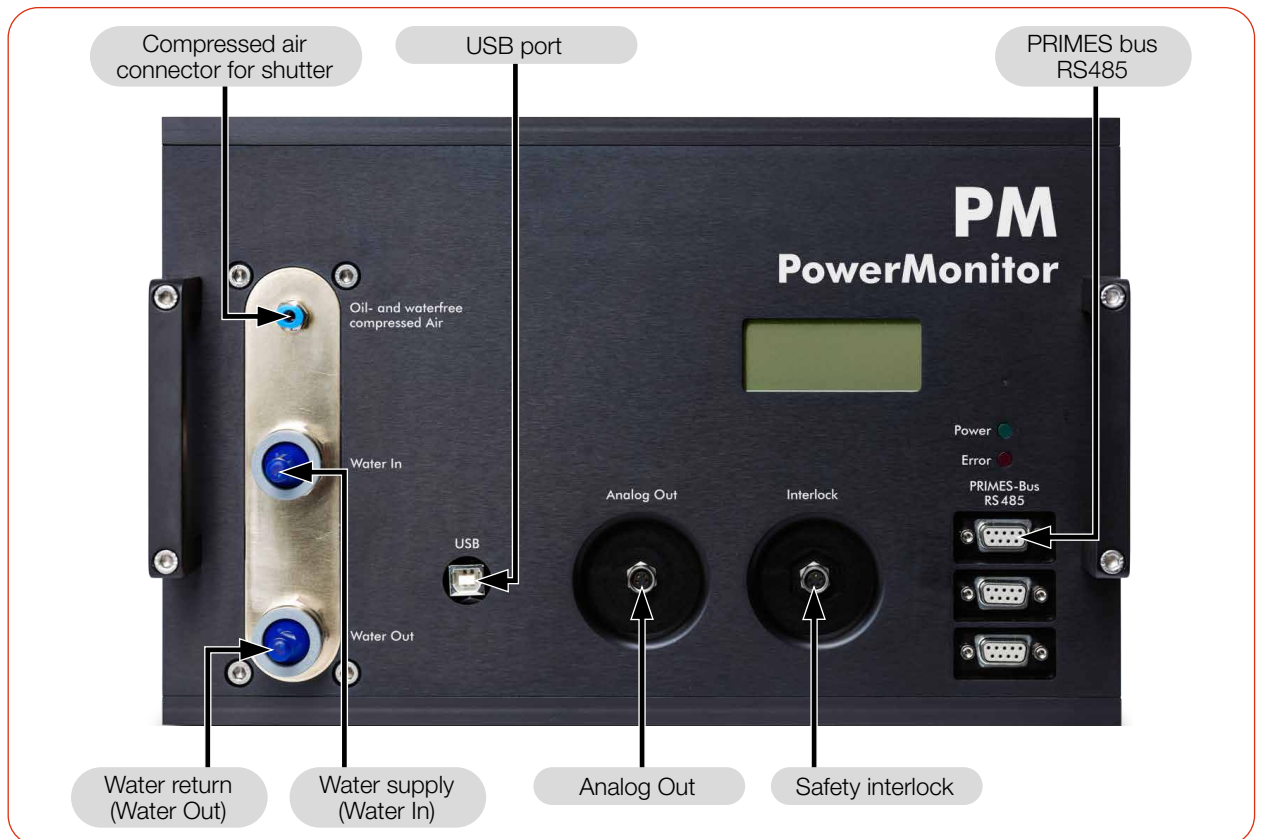 Compressed air
connector for shutter
USB port
PRIMES bus
RS485
PM
PowerMonitor
Oil- and waterfree
compressed Air
Power
Error
Water In
PRIMES-Bus
RS 485
Analog Out
Interlock
USB
Water Out
Water return
(Water Out)
Water supply
(Water In)
Analog Out
Safety interlock